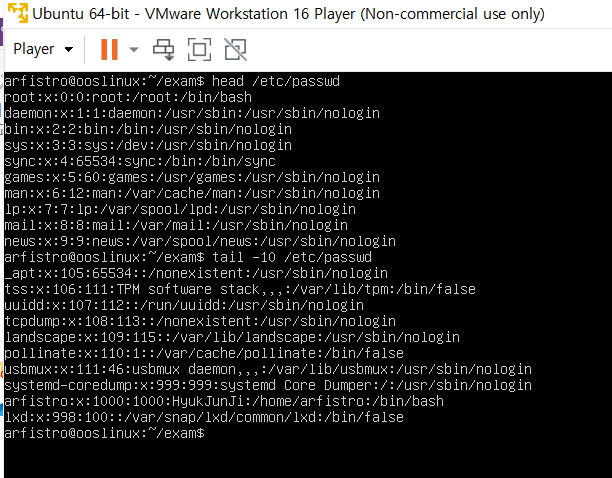 Ubuntu 64-bit - VMware Workstation 16 Player (Non-commercial use only)
Player
arfistro@ooslinux:~/exam$ head /etc/passwd
root:x:0:0:root:/root:/bin/bash
daemon:x:1:1:daemon:/usr/sbin:/usr/sbin/nologin
bin:x:2:2:bin:/bin:/usr/sbin/nologin
sys:x:3:3:sys:/dev:/usr/sbin/nologin
sync:x:4:65534:sync:/bin:/bin/sync
games:x:5:60:games:/usr/games:/usr/sbin/nologin
man:x:6:12:man:/var/cache/man:/usr/sbin/nologin
lp:x:7:7:lp:/var/spool/lpd:/usr/sbin/nologin
mail:x:8:8:mail:/var/mail:/usr/sbin/nologin
news:x:9:9:news:/var/spool/news:/usr/sbin/nologin
arfistro@ooslinux:~/exam$ tail -10 /etc/passwd
_apt:x:105:65534::/nonexistent:/usr/sbin/nologin
tss:x:106:111:TPM software stack,,,:/var/lib/tpm:/bin/false
uuidd:x:107:112::/run/uuidd:/usr/sbin/nologin
tcpdump:x:108:113::/nonexistent:/usr/sbin/nologin
landscape:x:109:115::/var/lib/landscape:/usr/sbin/nologin
pollinate:x:110:1::/var/cache/pollinate:/bin/false
usbmux:x:111:46:usbmux daemon,,,:/var/lib/usbmux:/usr/sbin/nologin
systemd-coredump:x:999:999:systemd Core Dumper:/:/usr/sbin/nologin
arfistro:x:1000:1000:HyukJunJi:/home/arfistro:/bin/bash
lxd:x:998:100::/var/snap/lxd/common/lxd:/bin/false
arfistro@ooslinux:~/exam$